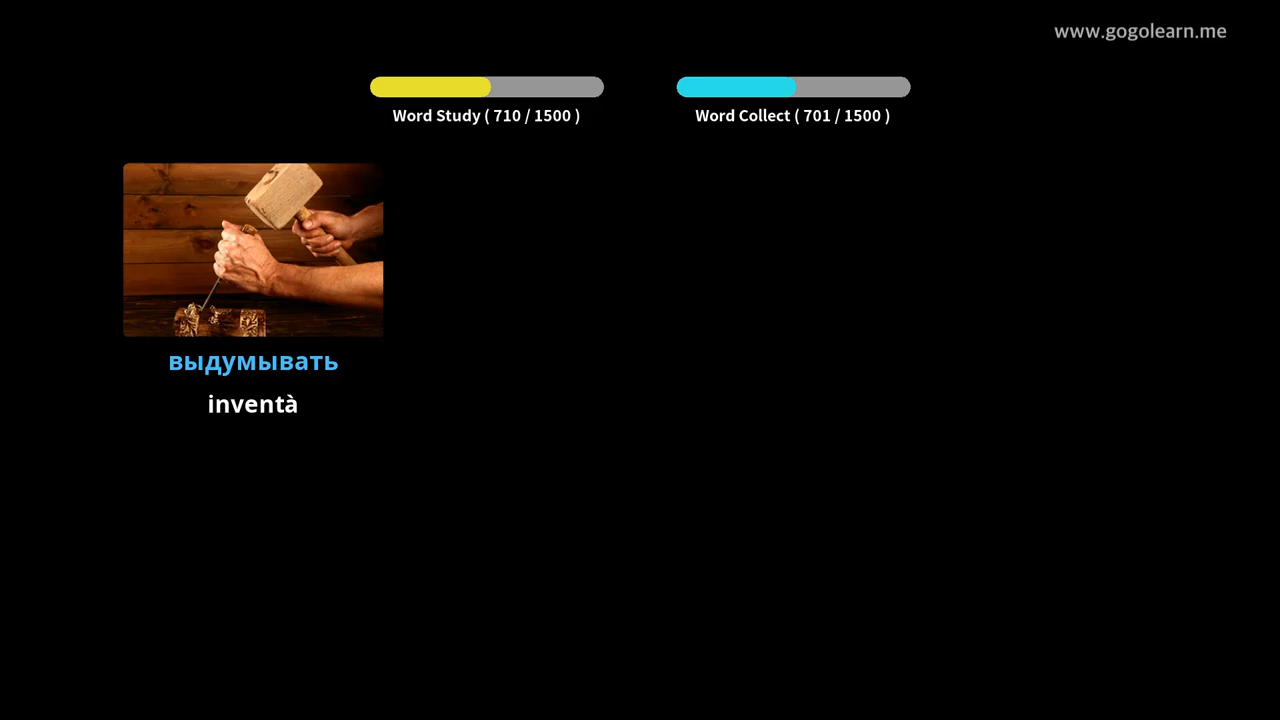 www.gogolearn.me
Word Study ( 710 / 1500 )
Word Collect ( 701 / 1500 )
выдумывать
inventà